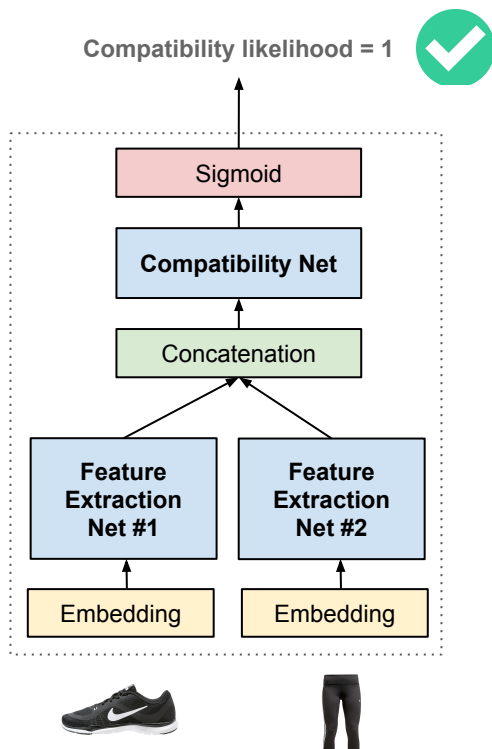 Compatibility likelihood = 1
Sigmoid
Compatibility Net
Concatenation
Feature
Extraction
Net #1
Feature
Extraction
Net #2
Embedding
Embedding